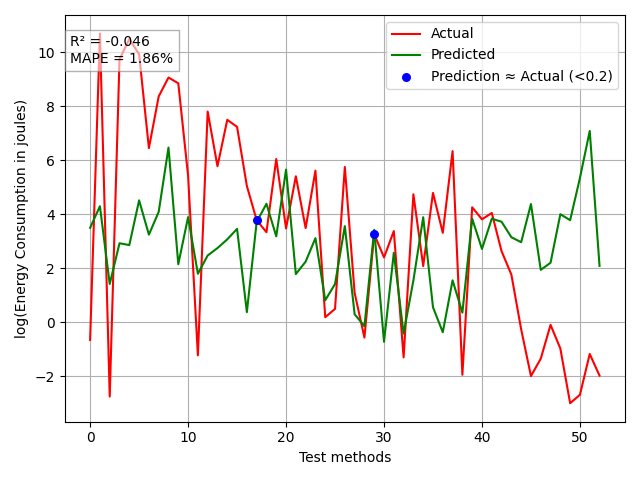 R² = -0.046
MAPE = 1.86%
Actual
Predicted
Prediction ≈ Actual (<0.2)
log(Energy Consumption in joules)
10
8
6
4
2
0
−2
0 10 20 30 40 50
Test methods